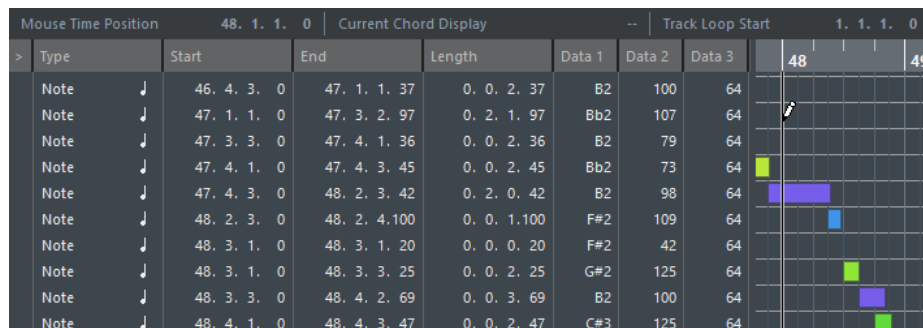 Mouse Time Position 48. 1. 1. 0 Current Chord Display -- Track Loop Start 1. 1. 1. 0
> Type Start End Length Data 1 Data 2 Data 3 48 49
Note 46. 4. 3. 0 47. 1. 1. 37 0. 0. 2. 37 B2 100 64
Note 47. 1. 1. 0 47. 3. 2. 97 0. 2. 1. 97 Bb2 107 64
Note 47. 3. 3. 0 47. 4. 1. 36 0. 0. 2. 36 B2 79 64
Note 47. 4. 1. 0 47. 4. 3. 45 0. 0. 2. 45 Bb2 73 64
Note 47. 4. 3. 0 48. 2. 3. 42 0. 2. 0. 42 B2 98 64
Note 48. 2. 3. 0 48. 2. 4.100 0. 0. 1.100 F#2 109 64
Note 48. 3. 1. 0 48. 3. 1. 20 0. 0. 0. 20 F#2 42 64
Note 48. 3. 1. 0 48. 3. 3. 25 0. 0. 2. 25 G#2 125 64
Note 48. 3. 3. 0 48. 4. 2. 69 0. 0. 3. 69 B2 100 64
Note 48. 4. 1. 0 48. 4. 3. 47 0. 0. 2. 47 C#3 125 64